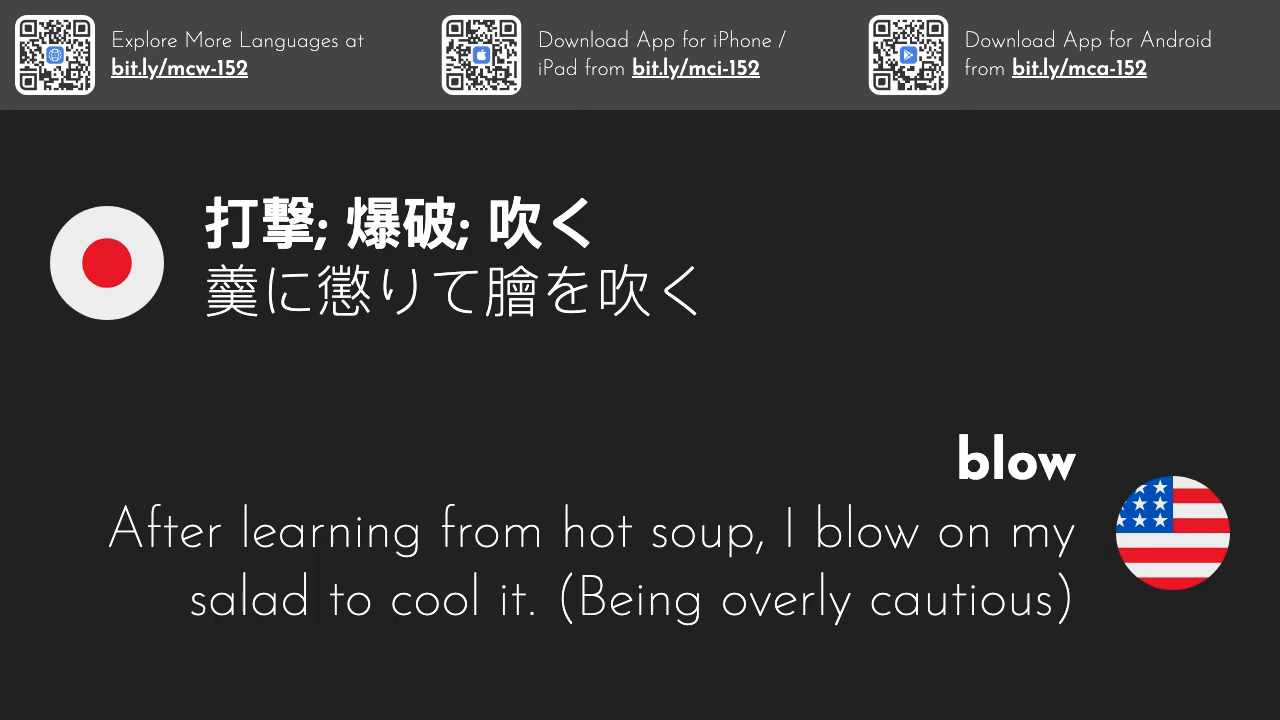 Explore More Languages at
bit.ly/mcw-152
Download App for iPhone /
iPad from bit.ly/mci-152
Download App for Android
from bit.ly/mca-152
打撃; 爆破; 吹く
羹に懲りて膾を吹く
blow
After learning from hot soup, I blow on my
salad to cool it. (Being overly cautious)